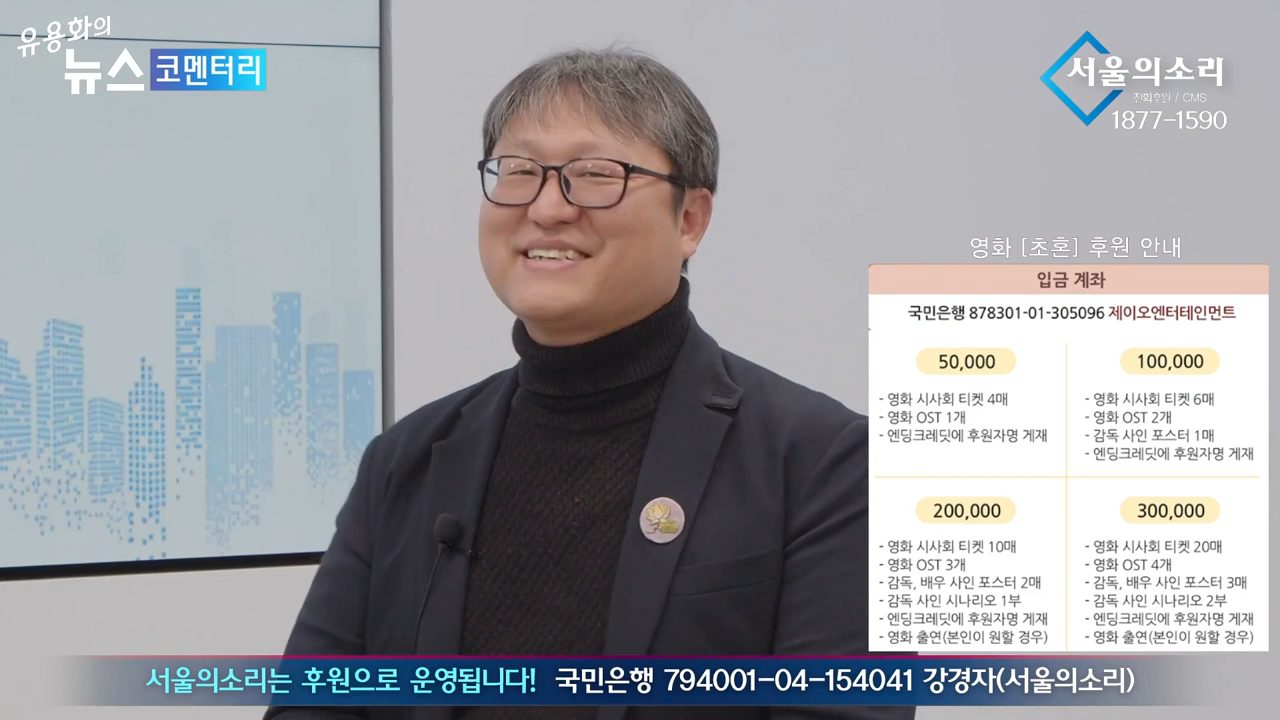 유용화의
뉴스 코멘터리
서울의소리
전화후원 / CMS
1877-1590
영화 [초혼] 후원 안내
입금 계좌
국민은행 878301-01-305096 제이오엔터테인먼트
50,000
- 영화 시사회 티켓 4매
- 영화 OST 1개
- 엔딩크레딧에 후원자명 게재
100,000
- 영화 시사회 티켓 6매
- 영화 OST 2개
- 감독 사인 포스터 1매
- 엔딩크레딧에 후원자명 게재
200,000
- 영화 시사회 티켓 10매
- 영화 OST 3개
- 감독, 배우 사인 포스터 2매
- 감독 사인 시나리오 1부
- 엔딩크레딧에 후원자명 게재
- 영화 출연(본인이 원할 경우)
300,000
- 영화 시사회 티켓 20매
- 영화 OST 4개
- 감독, 배우 사인 포스터 3매
- 감독 사인 시나리오 2부
- 엔딩크레딧에 후원자명 게재
- 영화 출연(본인이 원할 경우)
서울의소리는 후원으로 운영됩니다! 국민은행 794001-04-154041 강경자(서울의소리)